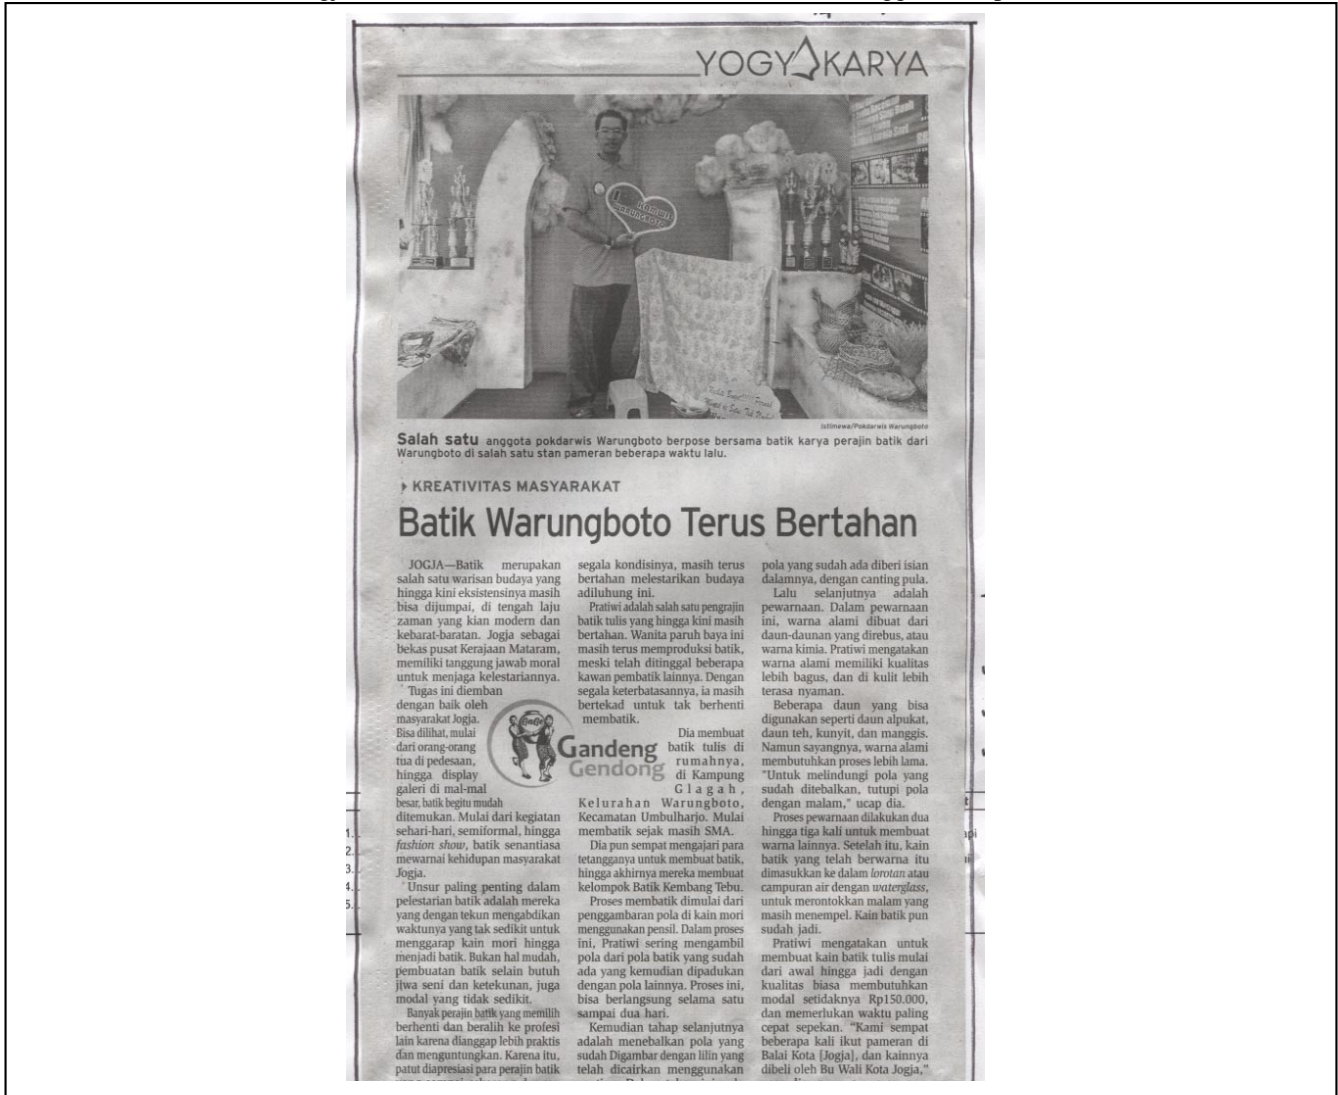 YOGYAKARYA
I
Kampung
WARUNGBOTO
Istimewa/Pokdarwis Warungboto
Salah satu anggota pokdarwis Warungboto berpose bersama batik karya perajin batik dari
Warungboto di salah satu stan pameran beberapa waktu lalu.
KREATIVITAS MASYARAKAT
Batik Warungboto Terus Bertahan
JOGJA—Batik merupakan
salah satu warisan budaya yang
hingga kini eksistensinya masih
bisa dijumpai, di tengah laju
zaman yang kian modern dan
kebarat-baratan. Jogja sebagai
bekas pusat Kerajaan Mataram,
memiliki tanggung jawab moral
untuk menjaga kelestariannya.
Tugas ini diemban
dengan baik oleh
masyarakat Jogja.
Bisa dilihat, mulai
dari orang-orang
tua di pedesaan,
hingga display
galeri di mal-mal
besar, batik begitu mudah
ditemukan. Mulai dari kegiatan
sehari-hari, semiformal, hingga
fashion show, batik senantiasa
mewarnai kehidupan masyarakat
Jogja.
Unsur paling penting dalam
pelestarian batik adalah mereka
yang dengan tekun mengabdikan
waktunya yang tak sedikit untuk
menggarap kain mori hingga
menjadi batik. Bukan hal mudah,
pembuatan batik selain butuh
jiwa seni dan ketekunan, juga
modal yang tidak sedikit.
Banyak perajin batik yang memilih
berhenti dan beralih ke profesi
lain karena dianggap lebih praktis
dan menguntungkan. Karena itu,
patut diapresiasi para perajin batik
segala kondisinya, masih terus
bertahan melestarikan budaya
adiluhung ini.
Pratiwi adalah salah satu pengrajin
batik tulis yang hingga kini masih
bertahan. Wanita paruh baya ini
masih terus memproduksi batik,
meski telah ditinggal beberapa
kawan pembatik lainnya. Dengan
segala keterbatasannya, ia masih
bertekad untuk tak berhenti
membatik.
GaGe
Gandeng
Gendong
Dia membuat
batik tulis di
rumahnya,
di Kampung
Glagah,
Kelurahan Warungboto,
Kecamatan Umbulharjo. Mulai
membatik sejak masih SMA.
Dia pun sempat mengajari para
tetangganya untuk membuat batik,
hingga akhirnya mereka membuat
kelompok Batik Kembang Tebu.
Proses membatik dimulai dari
penggambaran pola di kain mori
menggunakan pensil. Dalam proses
ini, Pratiwi sering mengambil
pola dari pola batik yang sudah
ada yang kemudian dipadukan
dengan pola lainnya. Proses ini,
bisa berlangsung selama satu
sampai dua hari.
Kemudian tahap selanjutnya
adalah menebalkan pola yang
sudah Digambar dengan lilin yang
telah dicairkan menggunakan
pola yang sudah ada diberi isian
dalamnya, dengan canting pula.
Lalu selanjutnya adalah
pewarnaan. Dalam pewarnaan
ini, warna alami dibuat dari
daun-daunan yang direbus, atau
warna kimia. Pratiwi mengatakan
warna alami memiliki kualitas
lebih bagus, dan di kulit lebih
terasa nyaman.
Beberapa daun yang bisa
digunakan seperti daun alpukat,
daun teh, kunyit, dan manggis.
Namun sayangnya, warna alami
membutuhkan proses lebih lama.
"Untuk melindungi pola yang
sudah ditebalkan, tutupi pola
dengan malam," ucap dia.
Proses pewarnaan dilakukan dua
hingga tiga kali untuk membuat
warna lainnya. Setelah itu, kain
batik yang telah berwarna itu
dimasukkan ke dalam lorotan atau
campuran air dengan waterglass,
untuk merontokkan malam yang
masih menempel. Kain batik pun
sudah jadi.
Pratiwi mengatakan untuk
membuat kain batik tulis mulai
dari awal hingga jadi dengan
kualitas biasa membutuhkan
modal setidaknya Rp150.000,
dan memerlukan waktu paling
cepat sepekan. "Kami sempat
beberapa kali ikut pameran di
Balai Kota [Jogja], dan kainnya
dibeli oleh Bu Wali Kota Jogja,"
1.
2.
3.
4.
5.